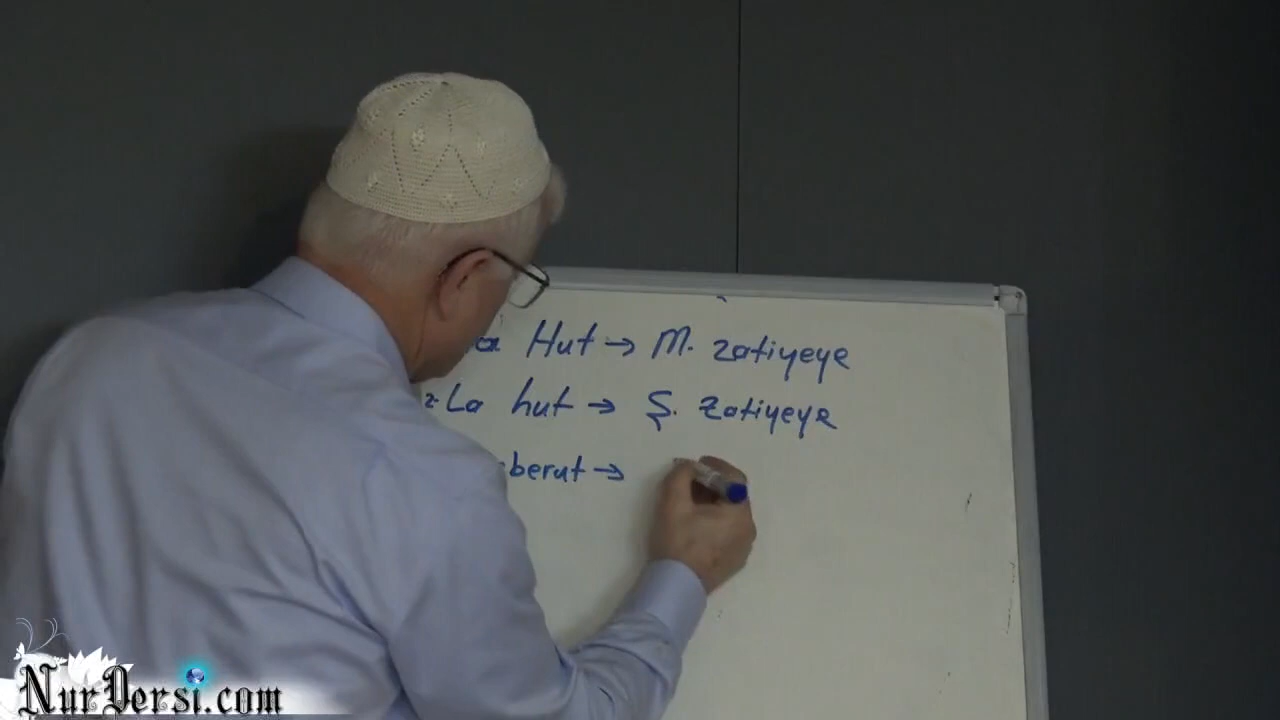 Hut → M. zatiyeye
La hut → Ş. zatiyeye
berut →
NurDersi.com